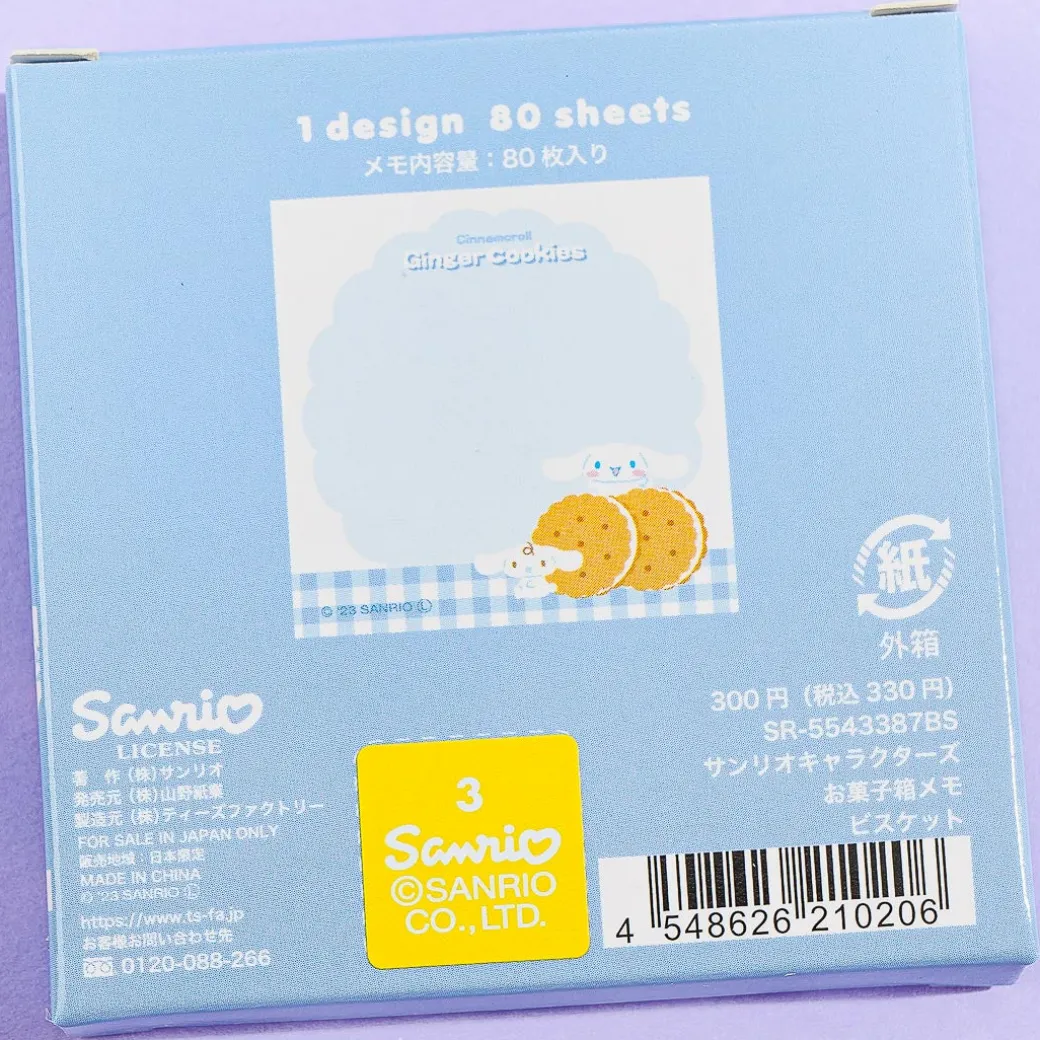 1 design 80 sheets
メモ内容量：80枚入り
Cinnamoroll
Ginger Cookies
© '23 SANRIO Ⓛ
紙
外箱
300円（税込330円）
SR-5543387BS
サンリオキャラクターズ
お菓子箱メモ
ビスケット
Sanrio
LICENSE
著 作（株）サンリオ
発売元（株）山野紙業
製造元（株）ティーズファクトリー
FOR SALE IN JAPAN ONLY
販売地域：日本限定
MADE IN CHINA
© '23 SANRIO Ⓛ
https://www.ts-fa.jp
お客様お問い合わせ先
0120-088-266
3
Sanrio
©SANRIO
CO.,LTD.
4 548626 210206